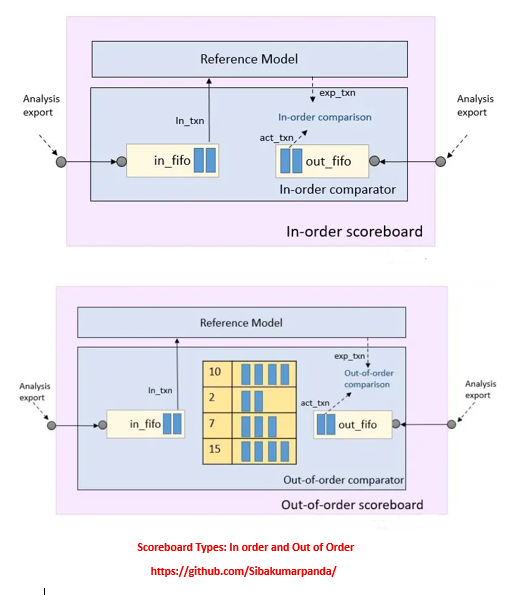 Reference Model
Analysis
export
Analysis
export
In_txn
exp_txn
In-order comparison
act_txn
in_fifo
out_fifo
In-order comparator
In-order scoreboard
Reference Model
exp_txn
10
Out-of-order
comparison
Analysis
export
In_txn
2
act_txn
Analysis
export
in_fifo
7
out_fifo
15
Out-of-order comparator
Out-of-order scoreboard
Scoreboard Types: In order and Out of Order
https://github.com/Sibakumarpanda/